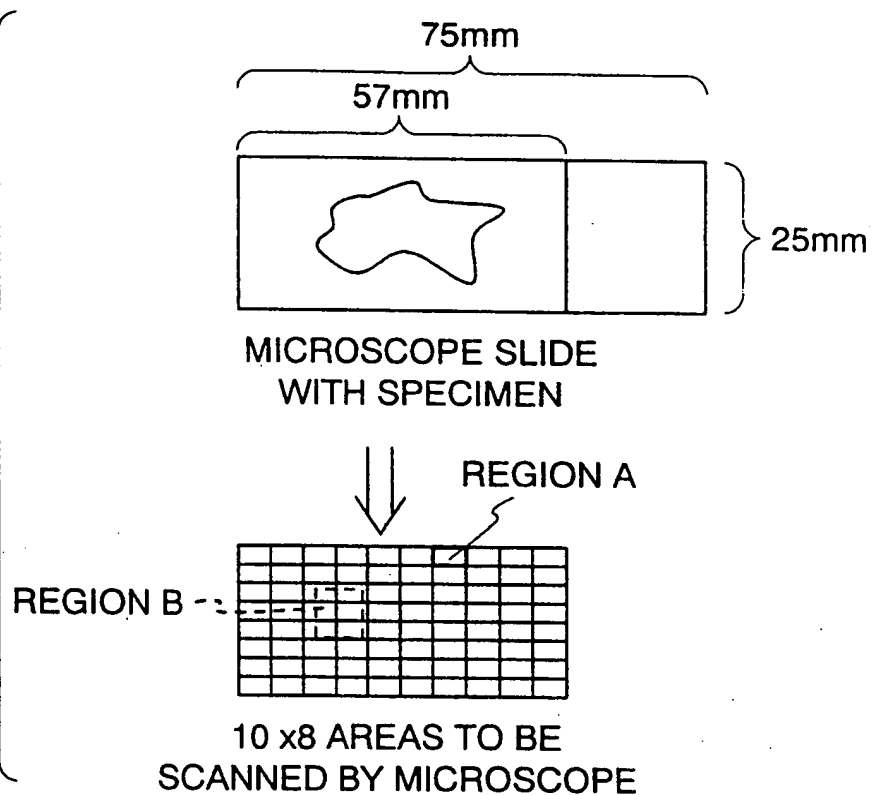 75mm
57mm
25mm
MICROSCOPE SLIDE
WITH SPECIMEN
REGION A
REGION B
10 x8 AREAS TO BE
SCANNED BY MICROSCOPE